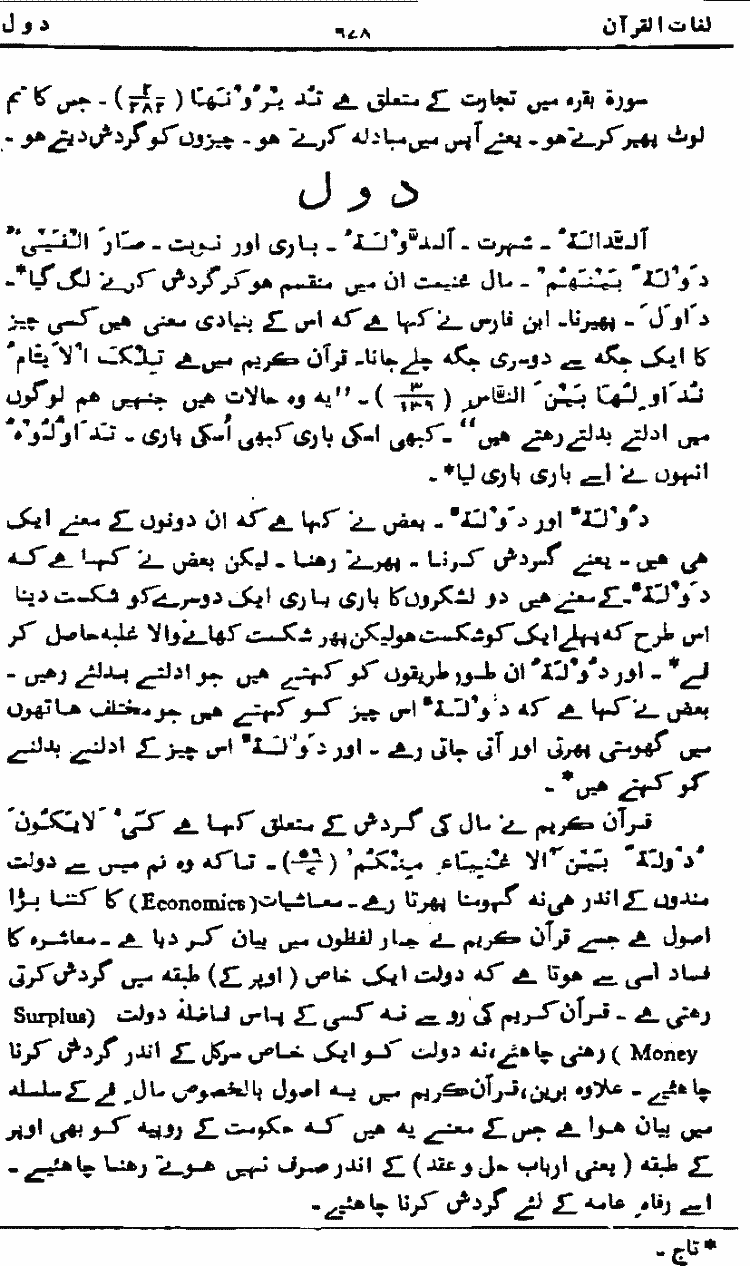 لغات القرآن ۶۷۸ د و ل
سورۃ بقرہ میں تجارت کے متعلق ہے تُدِیْرُوْنَهَا (۲/۲۸۲) ۔ جس کا تم
لوٹ پھیر کرتے ہو ۔ یعنے آپس میں مبادلہ کرتے ہو ۔ چیزوں کو گردش دیتے ہو ۔
د و ل
اَلدَّالَةُ ۔ شہرت ۔ اَلدَّوْلَةُ ۔ باری اور نوبت ۔ صَارَ الْفَیْئُ
دَوْلَةً بَیْنَهُمْ ۔ مال غنیمت ان میں منقسم ہو کر گردش کرنے لگ گیا* ۔
دَاوَلَ ۔ پھیرنا۔ ابن فارس نے کہا ہے کہ اس کے بنیادی معنی ہیں کسی چیز
کا ایک جگہ سے دوسری جگہ چلے جانا۔ قرآن کریم میں ہے تِلْكَ الْاَیَّامُ
نُدَاوِلُهَا بَیْنَ النَّاسِ (۳/۱۳۹) ۔ ”یہ وہ حالات ہیں جنہیں ہم لوگوں
میں ادلتے بدلتے رہتے ہیں“ ۔ کبھی اِسکی باری کبھی اُسکی باری ۔ تَدَاوَلُوْهُ
انہوں نے اسے باری باری لیا* ۔
دُوْلَةٌ اور دَوْلَةٌ ۔ بعض نے کہا ہے کہ ان دونوں کے معنے ایک
ہی ہیں ۔ یعنے گردش کرنا ۔ پھرتے رہنا ۔ لیکن بعض نے کہا ہے کہ
دَوْلَةٌ ۔ کے معنے ہیں دو لشکروں کا باری باری ایک دوسرے کو شکست دینا
اس طرح کہ پہلے ایک کو شکست ہو لیکن پھر شکست کھانے والا غلبہ حاصل کر
لے* ۔ اور دُوْلَةٌ ان طور طریقوں کو کہتے ہیں جو ادلتے بدلتے رہیں ۔
بعض نے کہا ہے کہ دُوْلَةٌ اس چیز کو کہتے ہیں جو مختلف ہاتھوں
میں گھومتی پھرتی اور آتی جاتی رہے ۔ اور دَوْلَةٌ اس چیز کے ادلنے بدلنے
کو کہتے ہیں* ۔
قرآن کریم نے مال کی گردش کے متعلق کہا ہے كَیْ لَا یَكُوْنَ
دُوْلَةً بَیْنَ الْاَغْنِیَاءِ مِنْكُمْ (۵۹/۷) ۔ تاکہ وہ تم میں سے دولت
مندوں کے اندر ہی نہ گھومتا پھرتا رہے ۔ معاشیات (Economics) کا کتنا بڑا
اصول ہے جسے قرآن کریم نے چار لفظوں میں بیان کر دیا ہے ۔ معاشرہ کا
فساد اسی سے ہوتا ہے کہ دولت ایک خاص (اوپر کے) طبقہ میں گردش کرتی
رہتی ہے ۔ قرآن کریم کی رو سے نہ کسی کے پاس فاضلہ دولت (Surplus
Money) رہنی چاہئے، نہ دولت کو ایک خاص سرکل کے اندر گردش کرنا
چاہئیے ۔ علاوہ بریں، قرآن کریم میں یہ اصول بالخصوص مالِ فے کے سلسلہ
میں بیان ہوا ہے جس کے معنے یہ ہیں کہ حکومت کے روپیہ کو بھی اوپر
کے طبقہ (یعنی ارباب حل و عقد) کے اندر صرف نہیں ہوتے رہنا چاہئیے ۔
اسے رفاہِ عامہ کے لئے گردش کرنا چاہئیے ۔
* تاج ۔